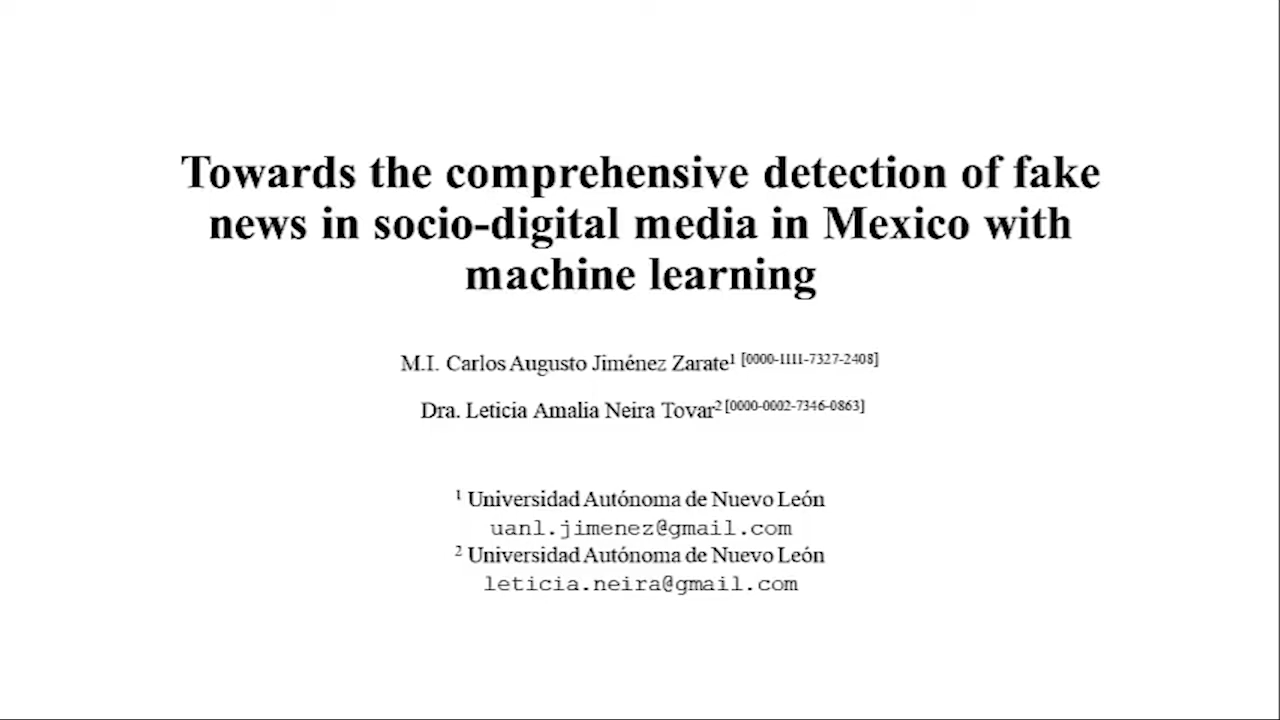 Towards the comprehensive detection of fake
news in socio-digital media in Mexico with
machine learning
M.I. Carlos Augusto Jiménez Zarate¹ [0000-1111-7327-2408]
Dra. Leticia Amalia Neira Tovar² [0000-0002-7346-0863]
¹ Universidad Autónoma de Nuevo León
uanl.jimenez@gmail.com
² Universidad Autónoma de Nuevo León
leticia.neira@gmail.com